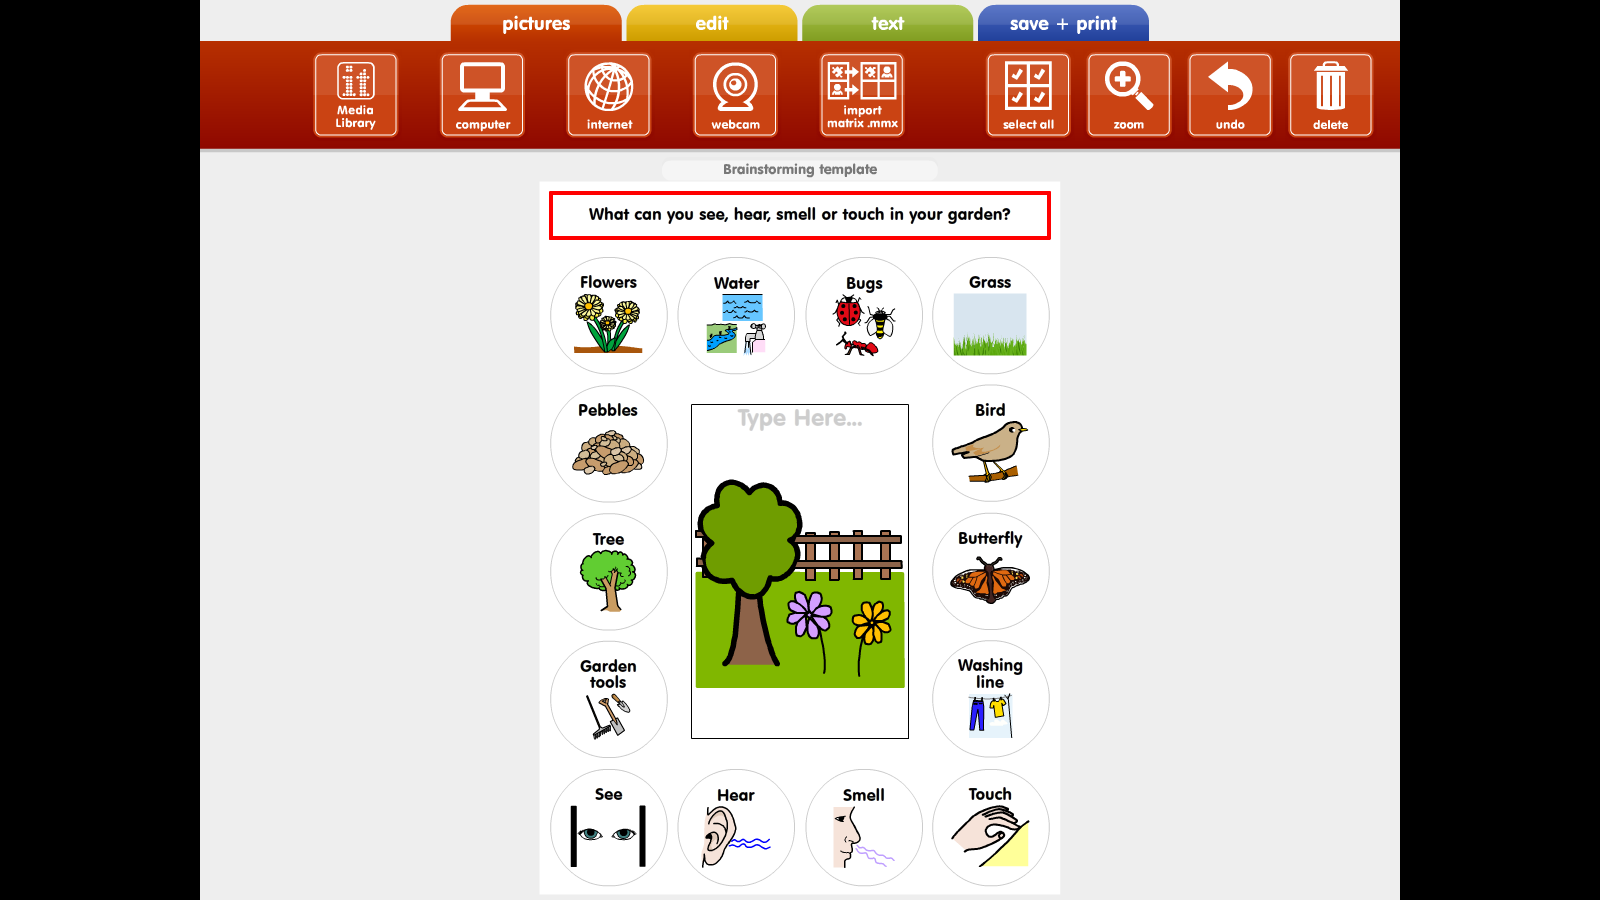 pictures
edit
text
save + print
Media
Library
computer
internet
webcam
import
matrix .mmx
select all
zoom
undo
delete
Brainstorming template
What can you see, hear, smell or touch in your garden?
Flowers
Water
Bugs
Grass
Pebbles
Type Here...
Bird
Tree
Butterfly
Garden
tools
Washing
line
See
Hear
Smell
Touch